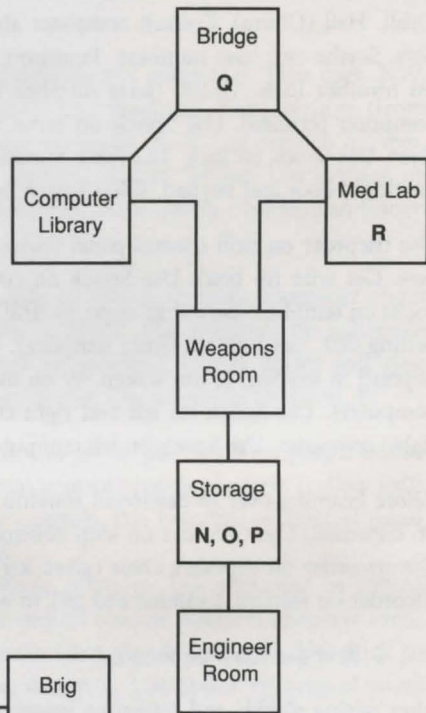 Bridge
Q
Computer
Library
Med Lab
R
Weapons
Room
Storage
N, O, P
Engineer
Room
Brig